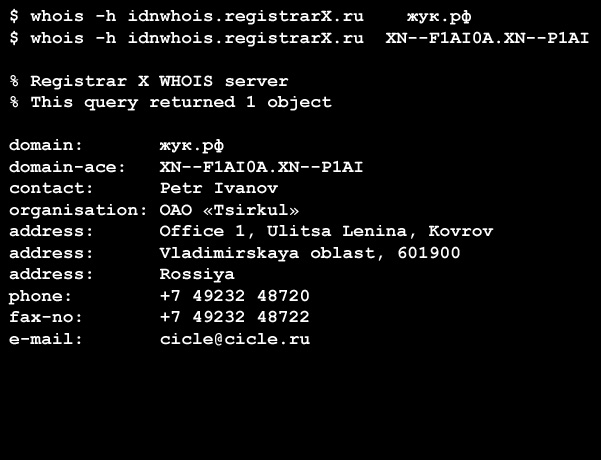 $ whois -h idnwhois.registrarX.ru жук.рф
$ whois -h idnwhois.registrarX.ru XN--F1AI0A.XN--P1AI
% Registrar X WHOIS server
% This query returned 1 object
domain: жук.рф
domain-ace: XN--F1AI0A.XN--P1AI
contact: Petr Ivanov
organisation: OAO «Tsirkul»
address: Office 1, Ulitsa Lenina, Kovrov
address: Vladimirskaya oblast, 601900
address: Rossiya
phone: +7 49232 48720
fax-no: +7 49232 48722
e-mail: cicle@cicle.ru